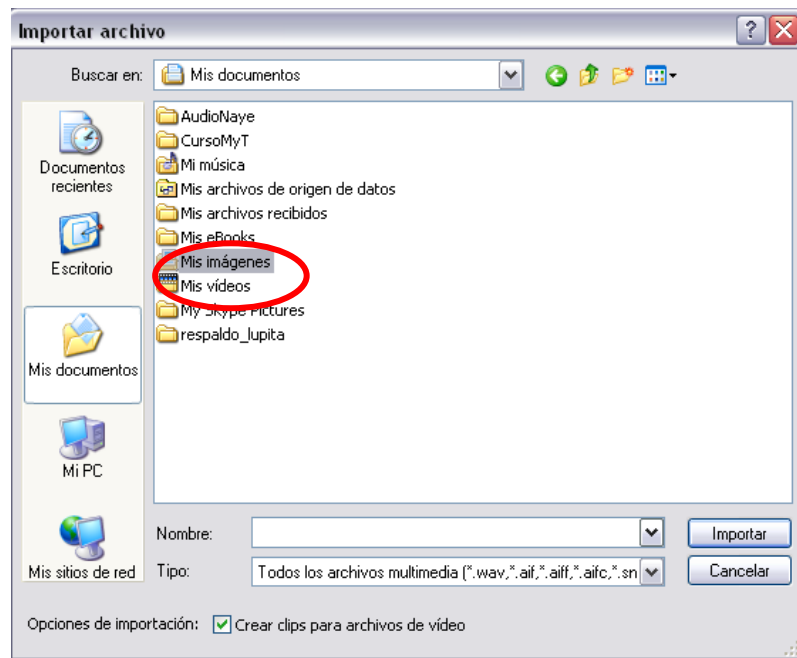 Importar archivo
Buscar en: Mis documentos
Documentos
recientes
Escritorio
Mis documentos
Mi PC
Mis sitios de red
AudioNaye
CursoMyT
Mi música
Mis archivos de origen de datos
Mis archivos recibidos
Mis eBooks
Mis imágenes
Mis vídeos
My Skype Pictures
respaldo_lupita
Nombre: Importar
Tipo: Todos los archivos multimedia (*.wav,*.aif,*.aiff,*.aifc,*.sn Cancelar
Opciones de importación: Crear clips para archivos de vídeo